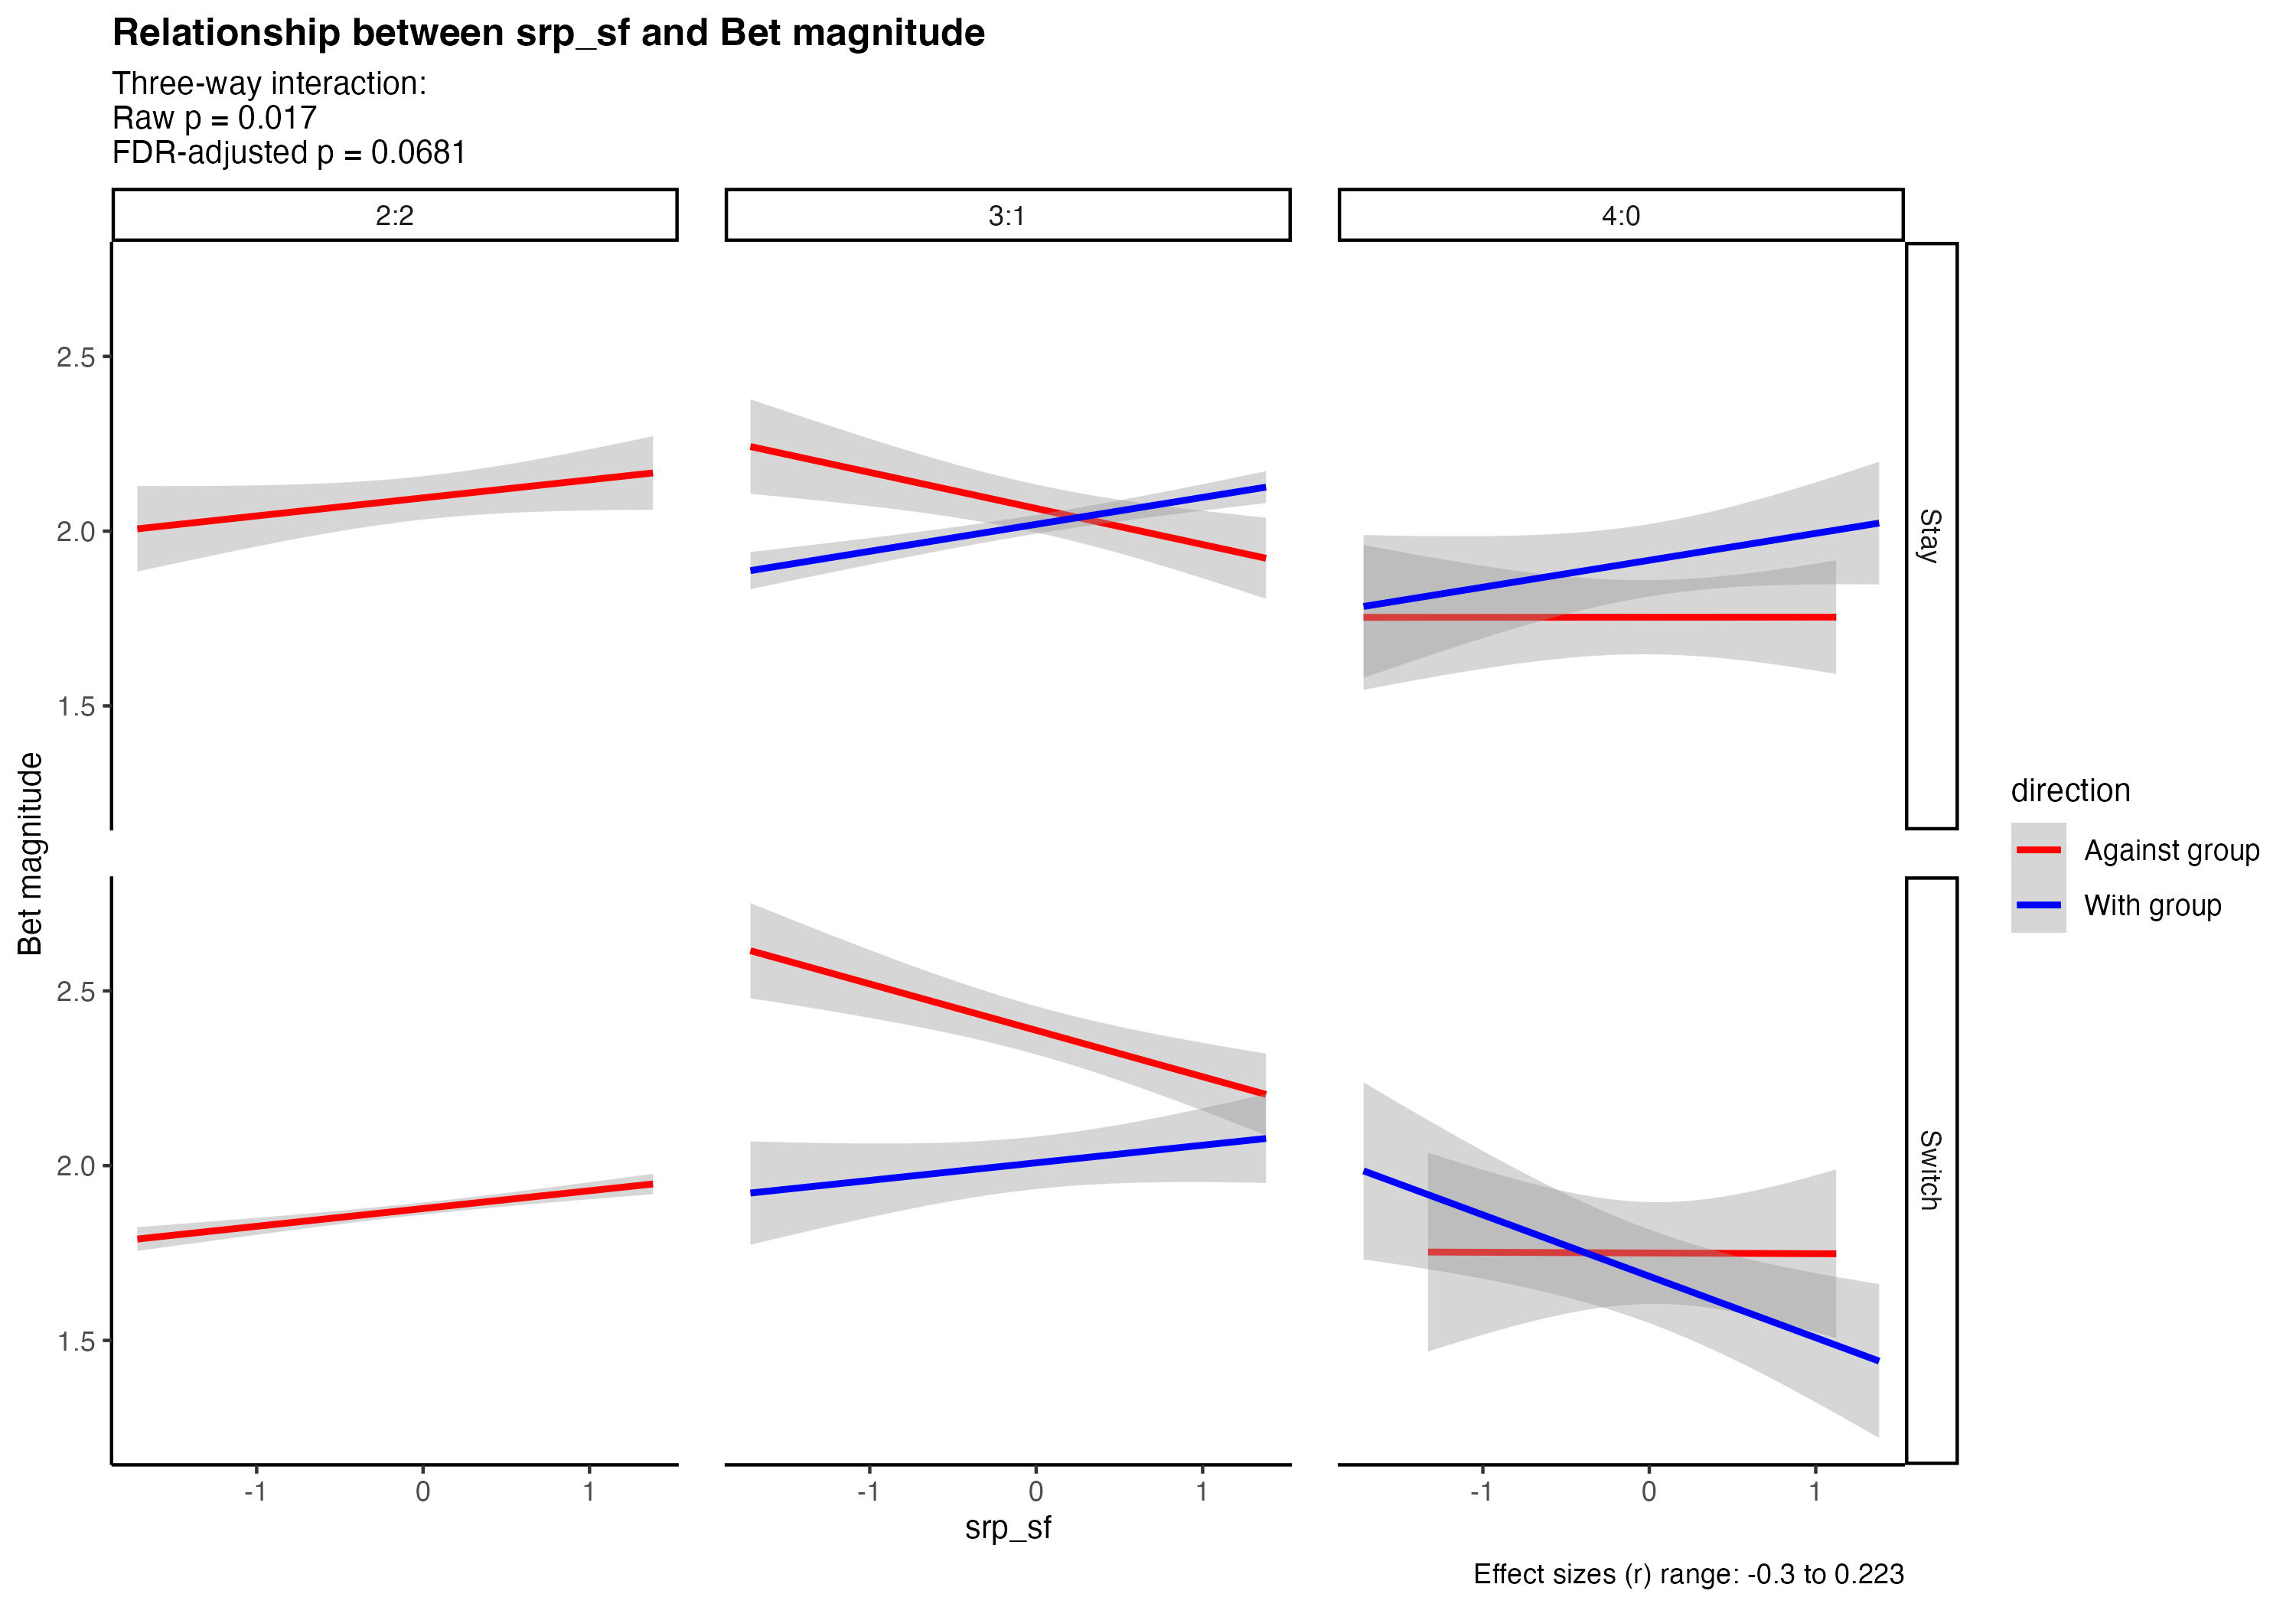 Relationship between srp_sf and Bet magnitude
Three-way interaction:
Raw p = 0.017
FDR-adjusted p = 0.0681
2:2
3:1
4:0
2.5
2.0
1.5
Stay
Bet magnitude
direction
Against group
With group
2.5
2.0
1.5
Switch
-1
0
1
-1
0
1
-1
0
1
srp_sf
Effect sizes (r) range: -0.3 to 0.223